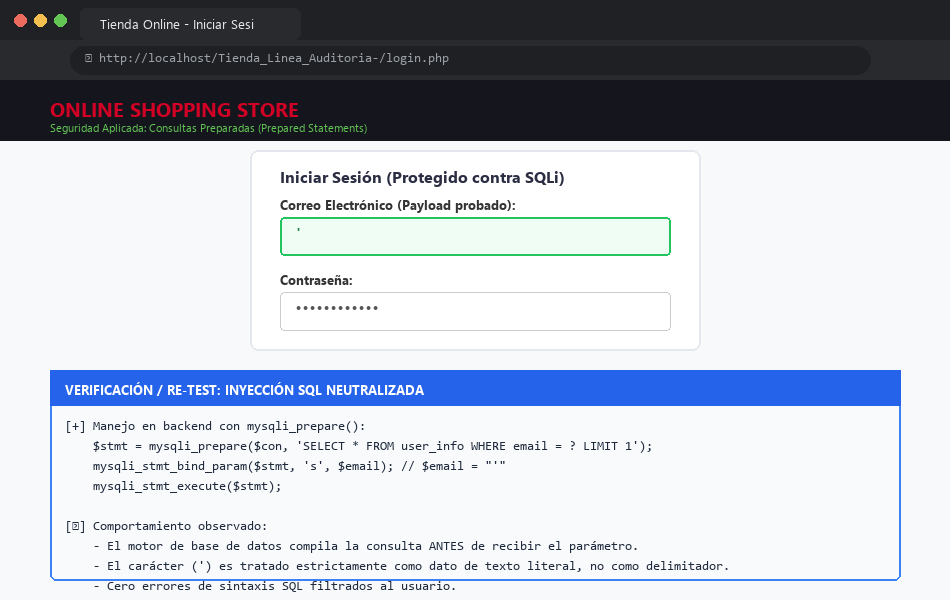 Tienda Online - Iniciar Sesi
http://localhost/Tienda_Linea_Auditoria-/login.php
ONLINE SHOPPING STORE
Seguridad Aplicada: Consultas Preparadas (Prepared Statements)
Iniciar Sesión (Protegido contra SQLi)
Correo Electrónico (Payload probado):
'
Contraseña:
••••••••••••
VERIFICACIÓN / RE-TEST: INYECCIÓN SQL NEUTRALIZADA
[+] Manejo en backend con mysqli_prepare():
$stmt = mysqli_prepare($con, 'SELECT * FROM user_info WHERE email = ? LIMIT 1');
mysqli_stmt_bind_param($stmt, 's', $email); // $email = "'"
mysqli_stmt_execute($stmt);
[] Comportamiento observado:
- El motor de base de datos compila la consulta ANTES de recibir el parámetro.
- El carácter (') es tratado estrictamente como dato de texto literal, no como delimitador.
- Cero errores de sintaxis SQL filtrados al usuario.